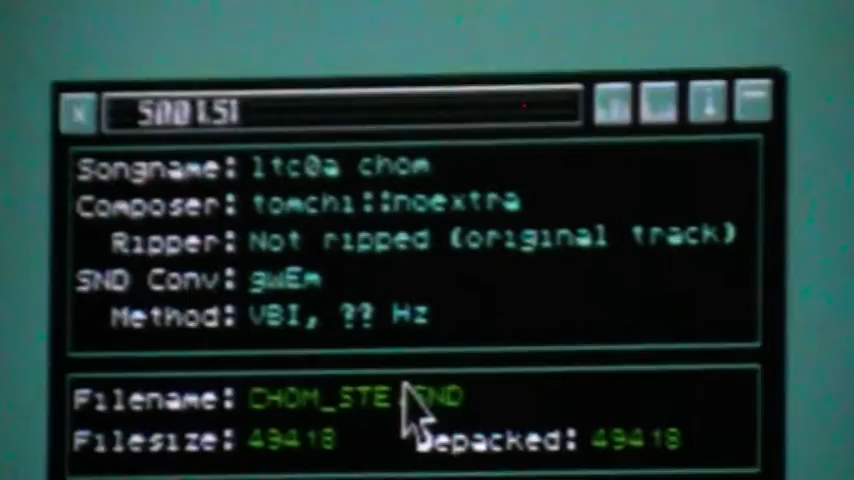 Songname: ltc0a chom
Composer: tomchi::noextra
Ripper: Not ripped (original track)
SND Conv: gwEm
Method: VBI, ?? Hz
Filename: CHOM_STE SND
Filesize: 49418 Depacked: 49418